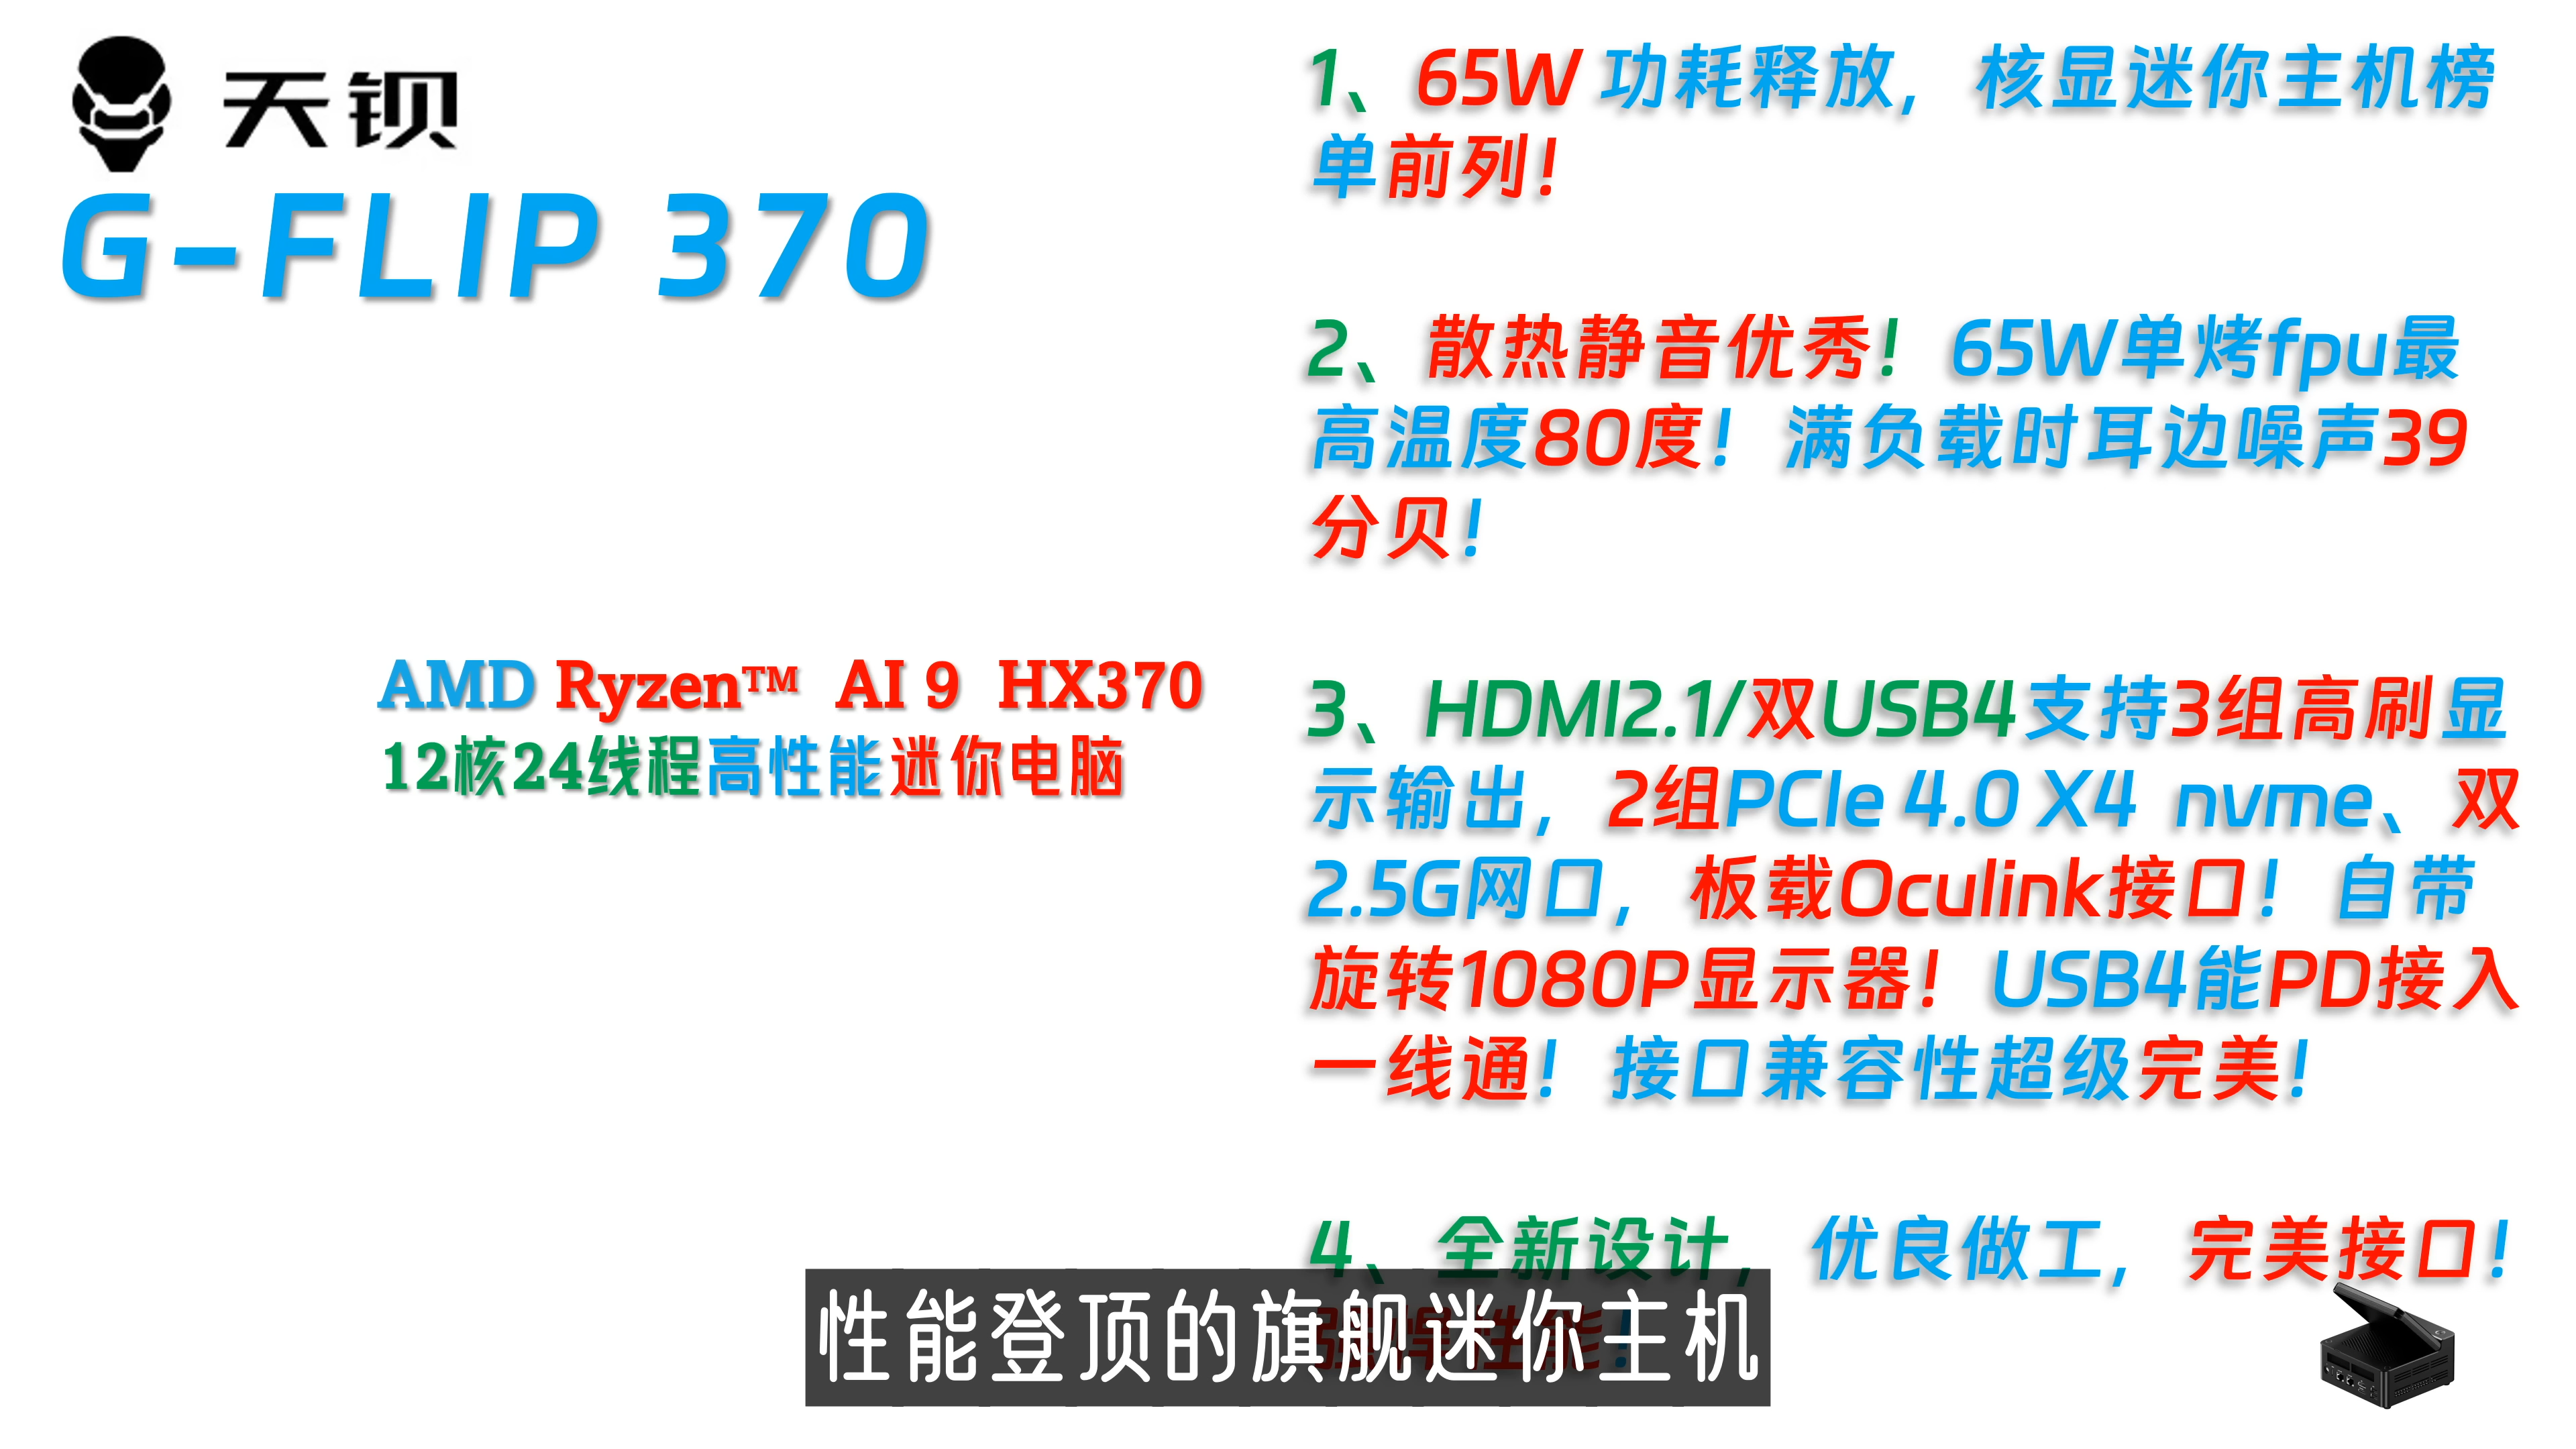 天钡
G-FLIP 370
AMD Ryzen™ AI 9 HX370
12核24线程高性能迷你电脑
1、65W 功耗释放，核显迷你主机榜
单前列！
2、散热静音优秀！65W单烤fpu最
高温度80度！满负载时耳边噪声39
分贝！
3、HDMI2.1/双USB4支持3组高刷显
示输出，2组PCIe 4.0 X4 nvme、双
2.5G网口，板载Oculink接口！自带
旋转1080P显示器！USB4能PD接入
一线通！接口兼容性超级完美！
4、全新设计，优良做工，完美接口！
性能登顶的旗舰迷你主机